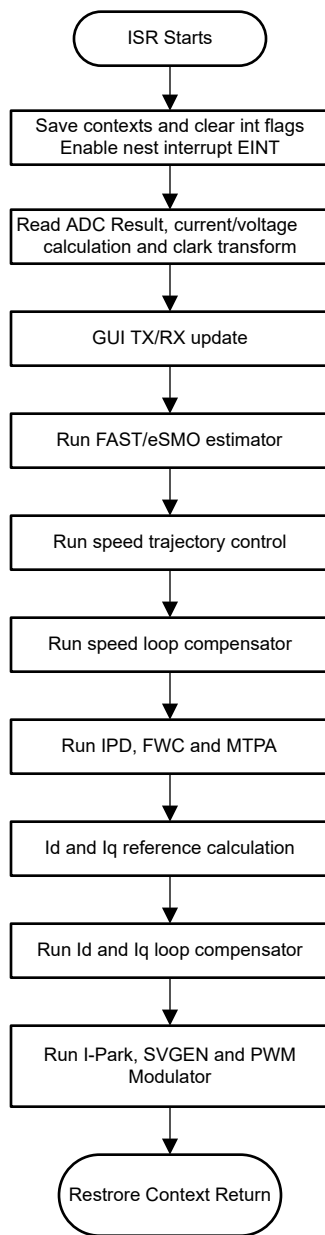 ISR Starts
Save contexts and clear int flags
Enable nest interrupt EINT
Read ADC Result, current/voltage
calculation and clark transform
GUI TX/RX update
Run FAST/eSMO estimator
Run speed trajectory control
Run speed loop compensator
Run IPD, FWC and MTPA
Id and Iq reference calculation
Run Id and Iq loop compensator
Run I-Park, SVGEN and PWM
Modulator
Restrore Context Return